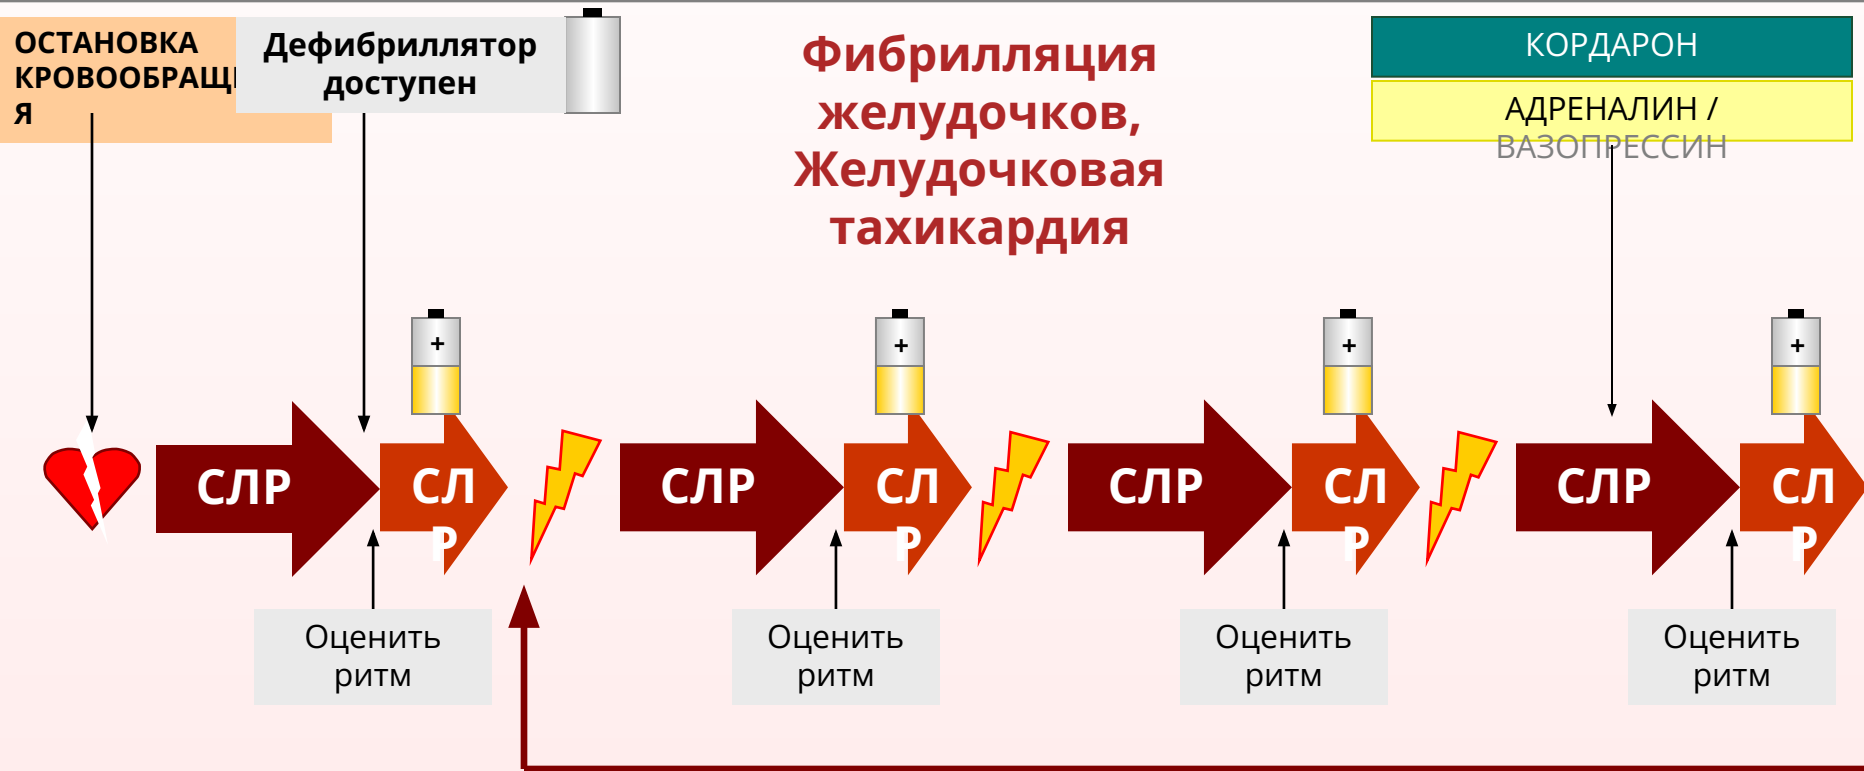 ОСТАНОВКА
КРОВООБРАЩ
Я
Дефибриллятор
доступен
Фибрилляция
желудочков,
Желудочковая
тахикардия
КОРДАРОН
АДРЕНАЛИН /
ВАЗОПРЕССИН
+
+
+
+
СЛР
СЛ
Р
СЛР
СЛ
Р
СЛР
СЛ
Р
СЛР
СЛ
Р
Оценить
ритм
Оценить
ритм
Оценить
ритм
Оценить
ритм